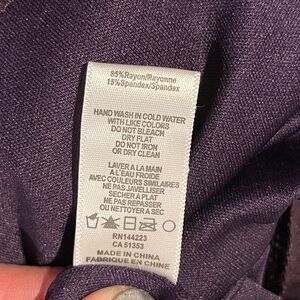 85%Rayon/Rayonne
15%Spandex/Spandex
HAND WASH IN COLD WATER
WITH LIKE COLORS
DO NOT BLEACH
DRY FLAT
DO NOT IRON
OR DRY CLEAN
LAVER A LA MAIN
A L'EAU FROIDE
AVEC COULEURS SIMILAIRES
NE PAS JAVELLISER
SECHER A PLAT
NE PAS REPASSER
OU NETTOYER A SEC
RN144223
CA 51353
MADE IN CHINA
FABRIQUE EN CHINE